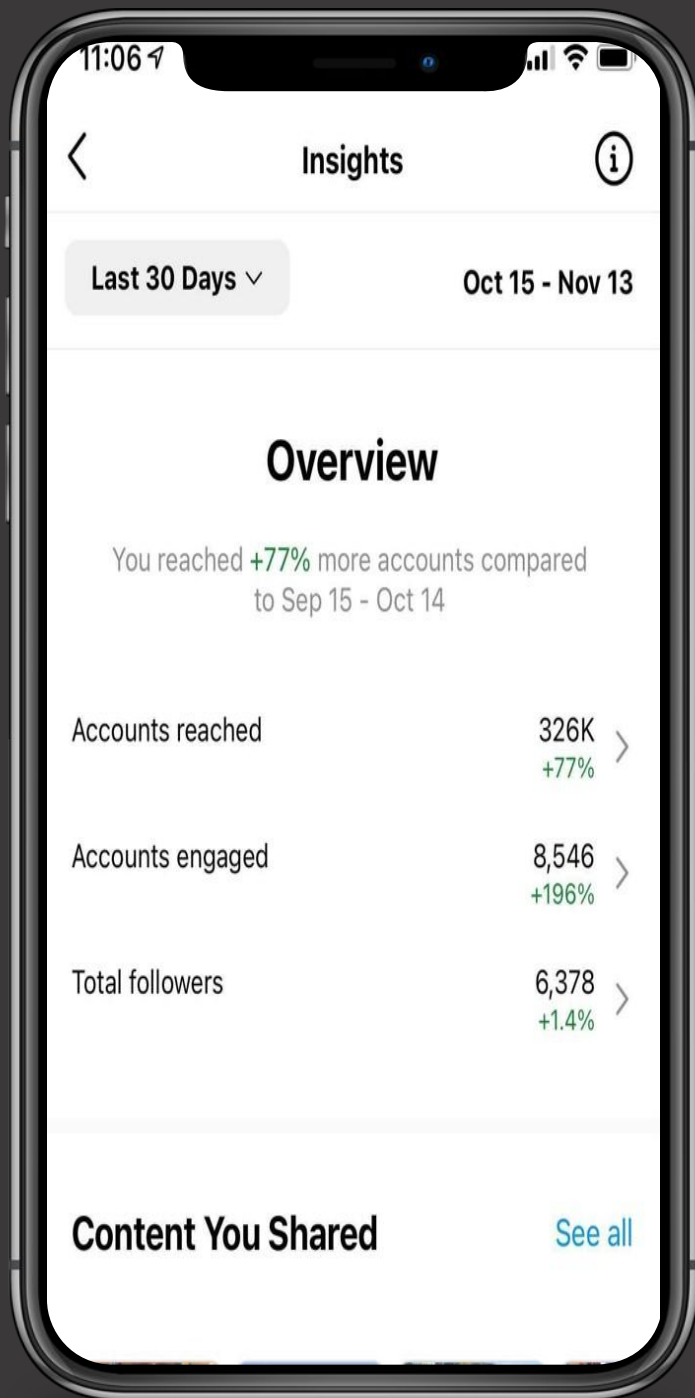 11:06
Insights
Last 30 Days
Oct 15 - Nov 13
Overview
You reached +77% more accounts compared
to Sep 15 - Oct 14
Accounts reached
326K
+77%
Accounts engaged
8,546
+196%
Total followers
6,378
+1.4%
Content You Shared
See all